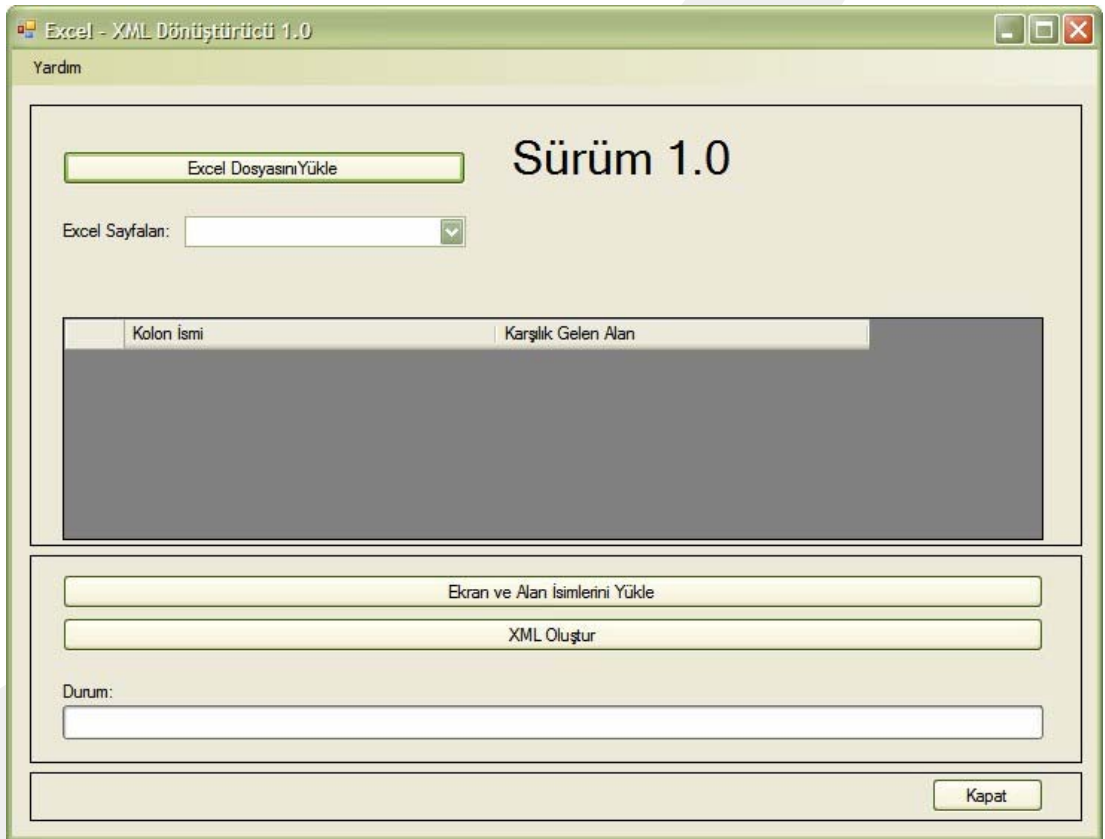 Excel - XML Dönüştürücü 1.0
Yardım
Excel DosyasınıYükle
Sürüm 1.0
Excel Sayfaları:
Kolon İsmi Karşılık Gelen Alan
Ekran ve Alan İsimlerini Yükle
XML Oluştur
Durum:
Kapat